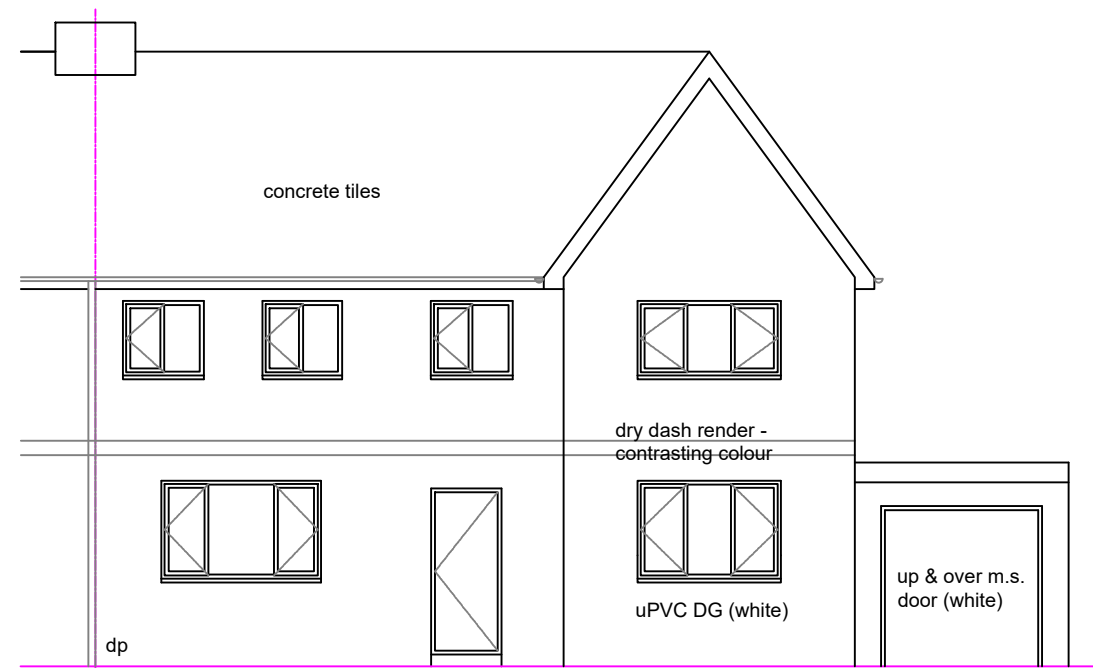 concrete tiles
dry dash render -
contrasting colour
up & over m.s.
door (white)
uPVC DG (white)
dp